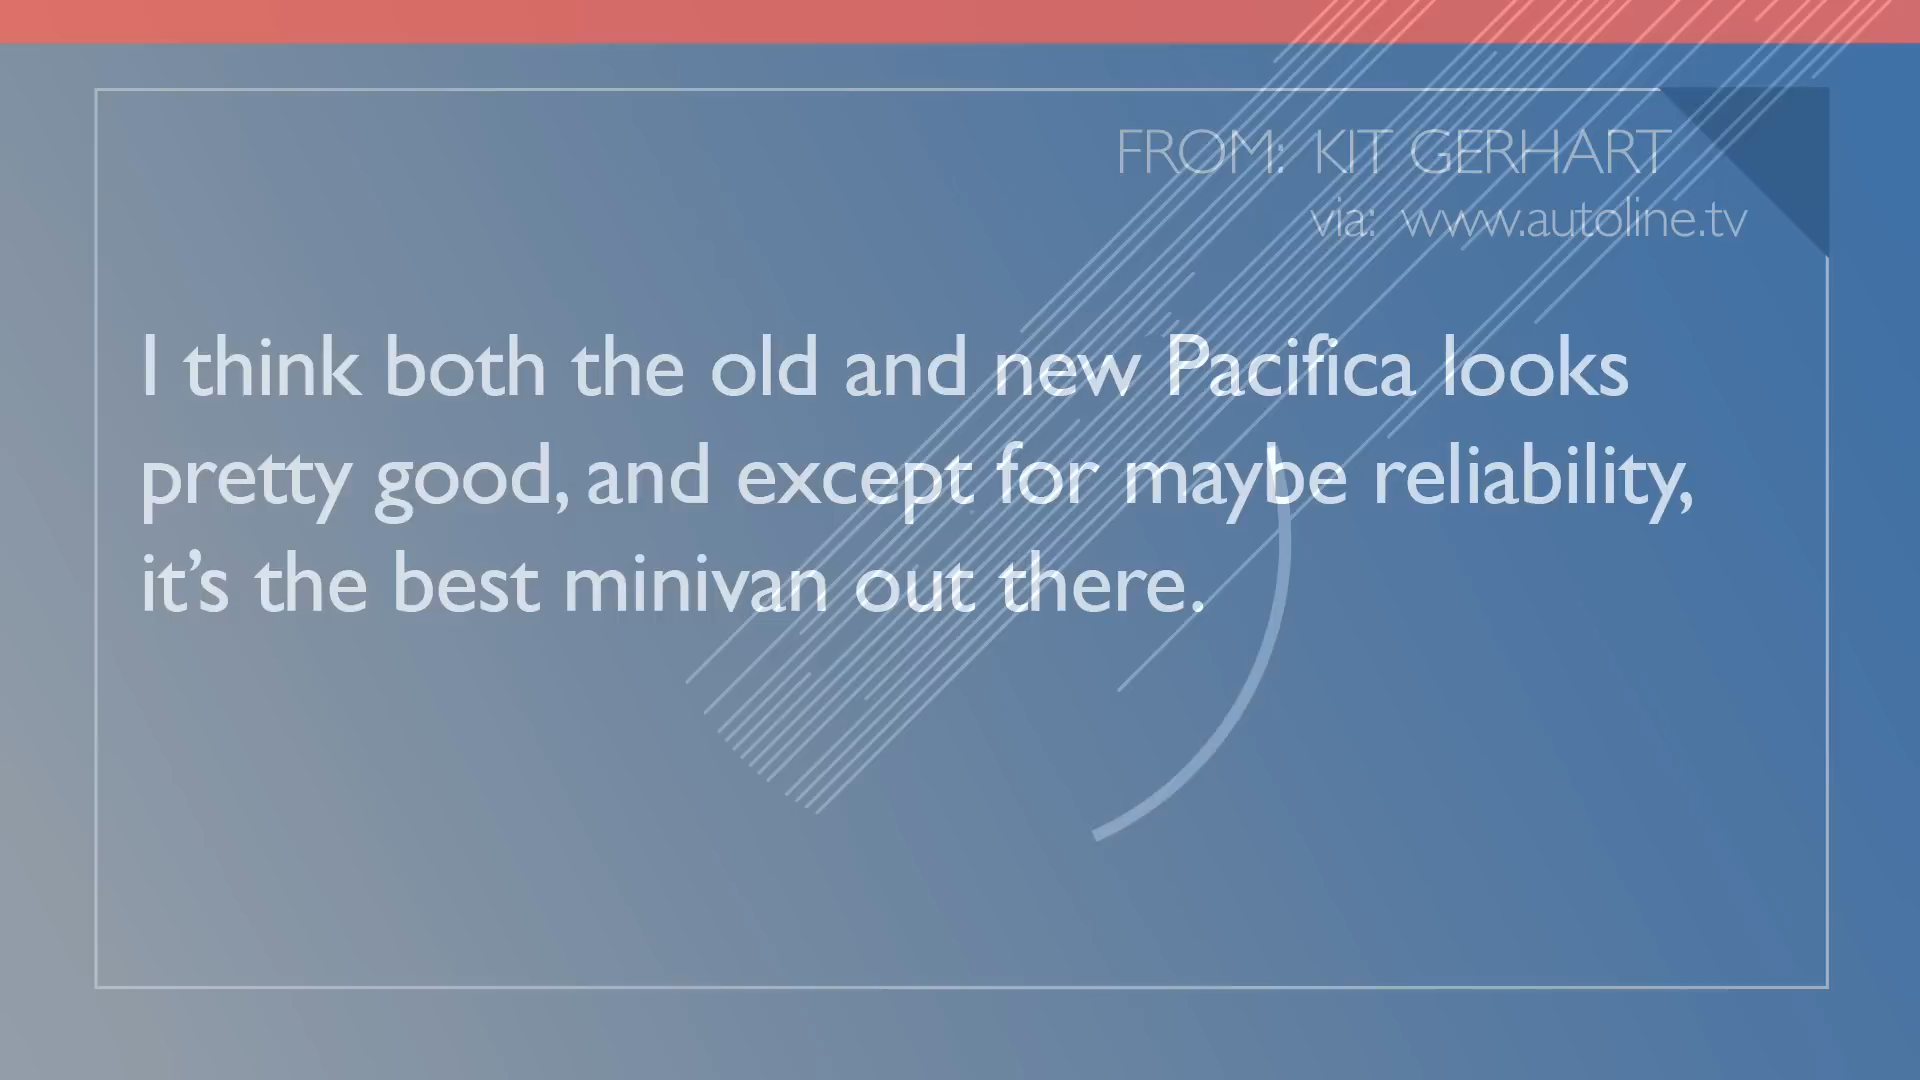 FROM: KIT GERHART
via: www.autoline.tv
I think both the old and new Pacifica looks
pretty good, and except for maybe reliability,
it’s the best minivan out there.